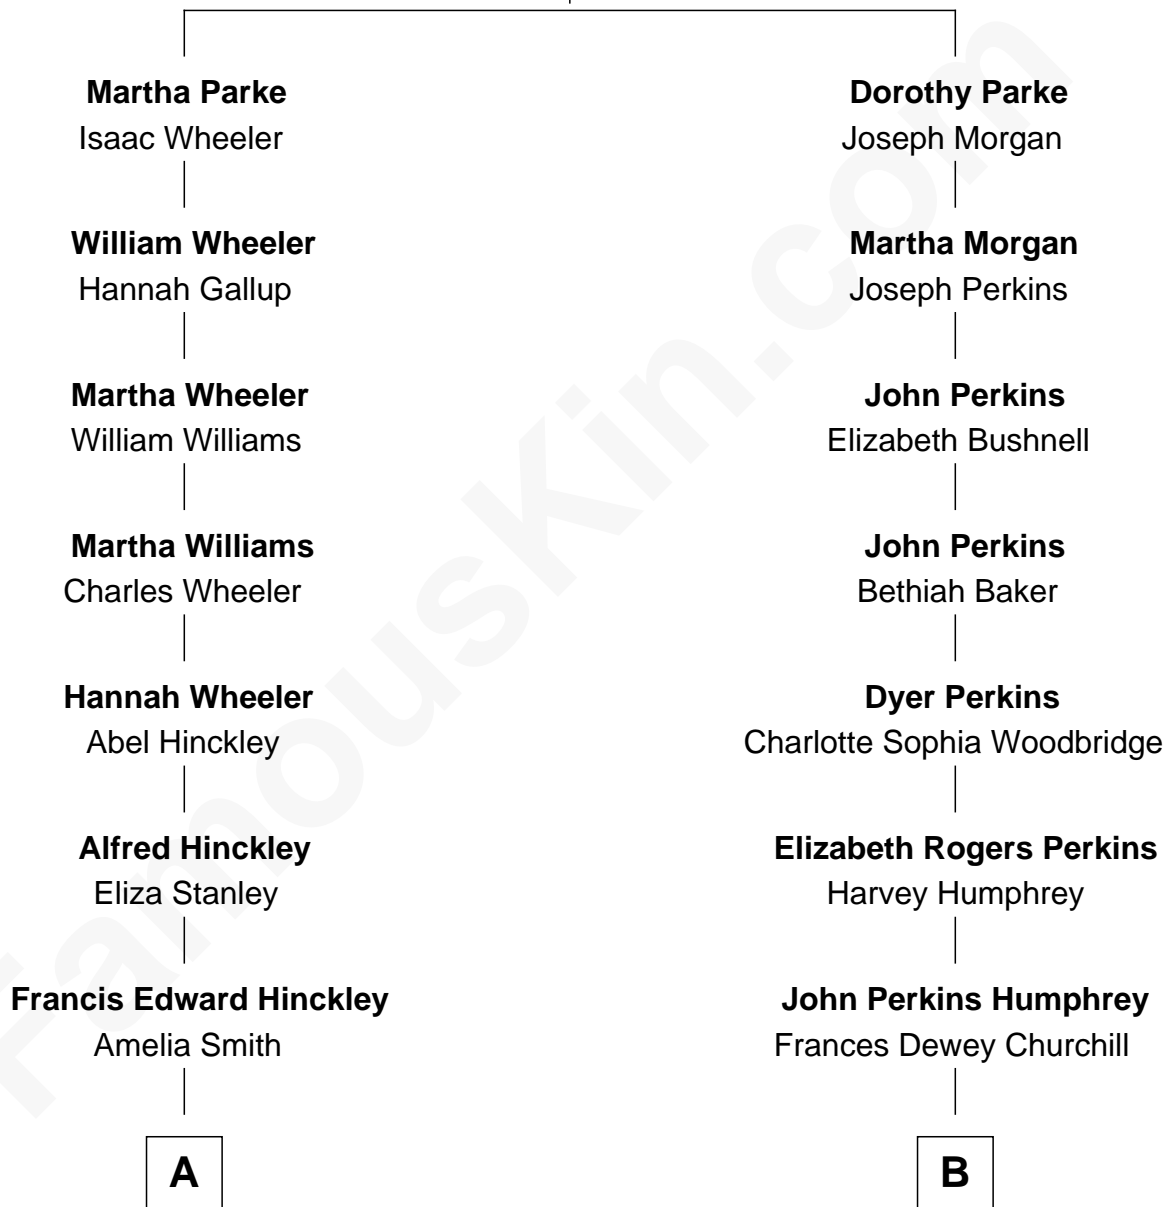 Martha Parke
Isaac Wheeler
William Wheeler
Hannah Gallup
Martha Wheeler
William Williams
Martha Williams
Charles Wheeler
Hannah Wheeler
Abel Hinckley
Alfred Hinckley
Eliza Stanley
Francis Edward Hinckley
Amelia Smith
A
Dorothy Parke
Joseph Morgan
Martha Morgan
Joseph Perkins
John Perkins
Elizabeth Bushnell
John Perkins
Bethiah Baker
Dyer Perkins
Charlotte Sophia Woodbridge
Elizabeth Rogers Perkins
Harvey Humphrey
John Perkins Humphrey
Frances Dewey Churchill
B
FamousKin.com